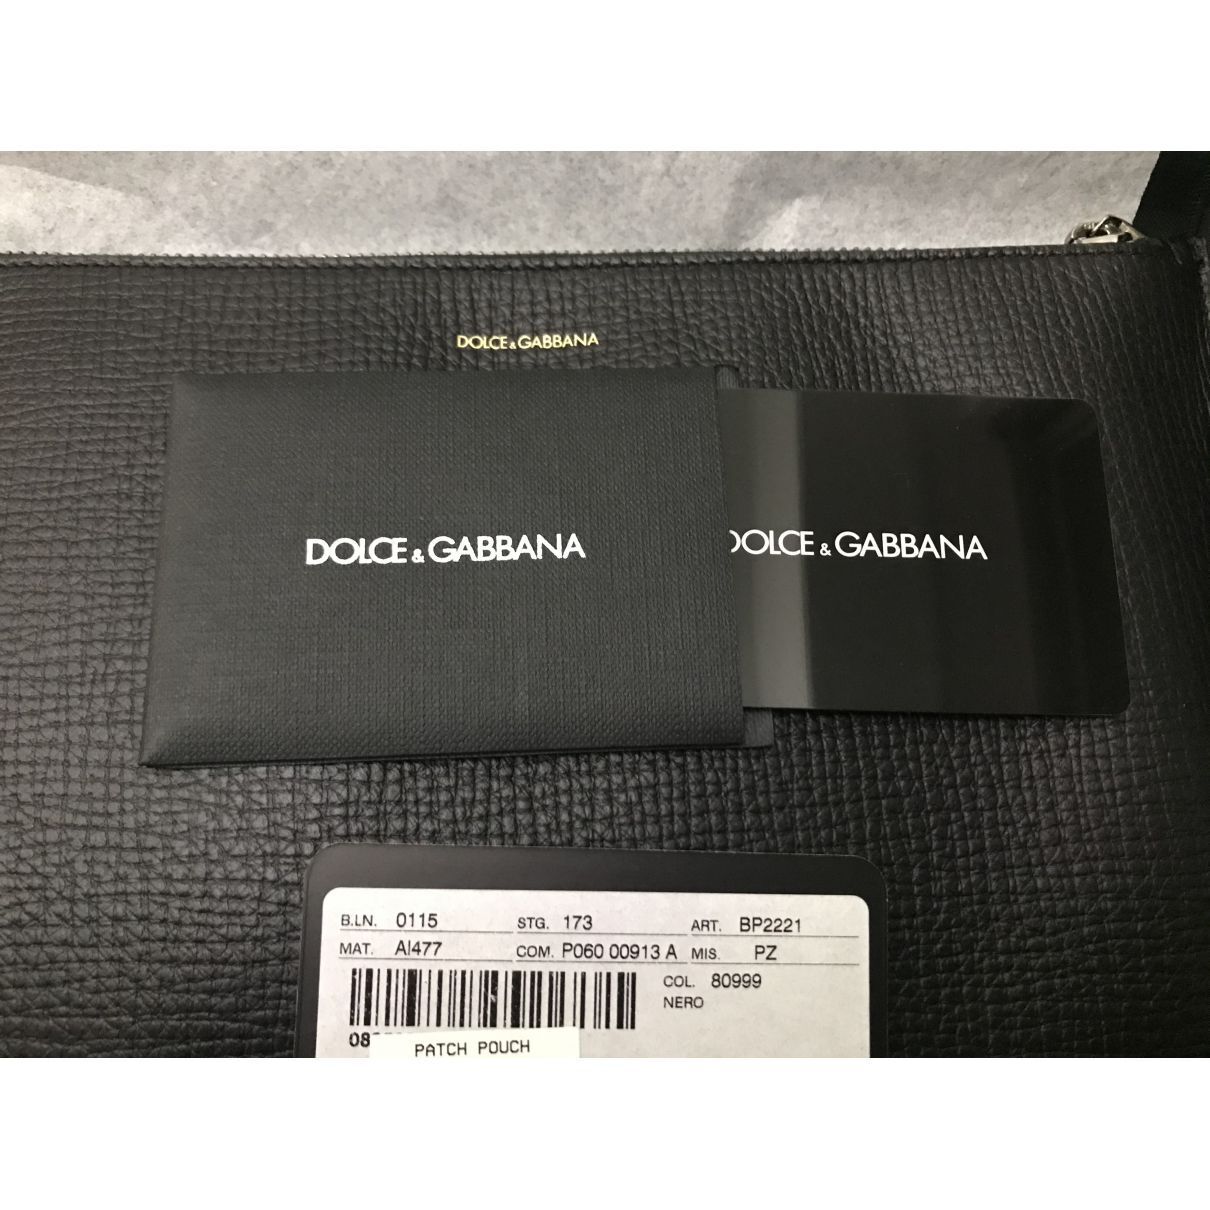 DOLCE & GABBANA
DOLCE & GABBANA
DOLCE & GABBANA
B.LN. 0115 STG. 173 ART. BP2221
MAT. AI477 COM. P060 00913 A MIS. PZ
COL. 80999
NERO
08
PATCH POUCH